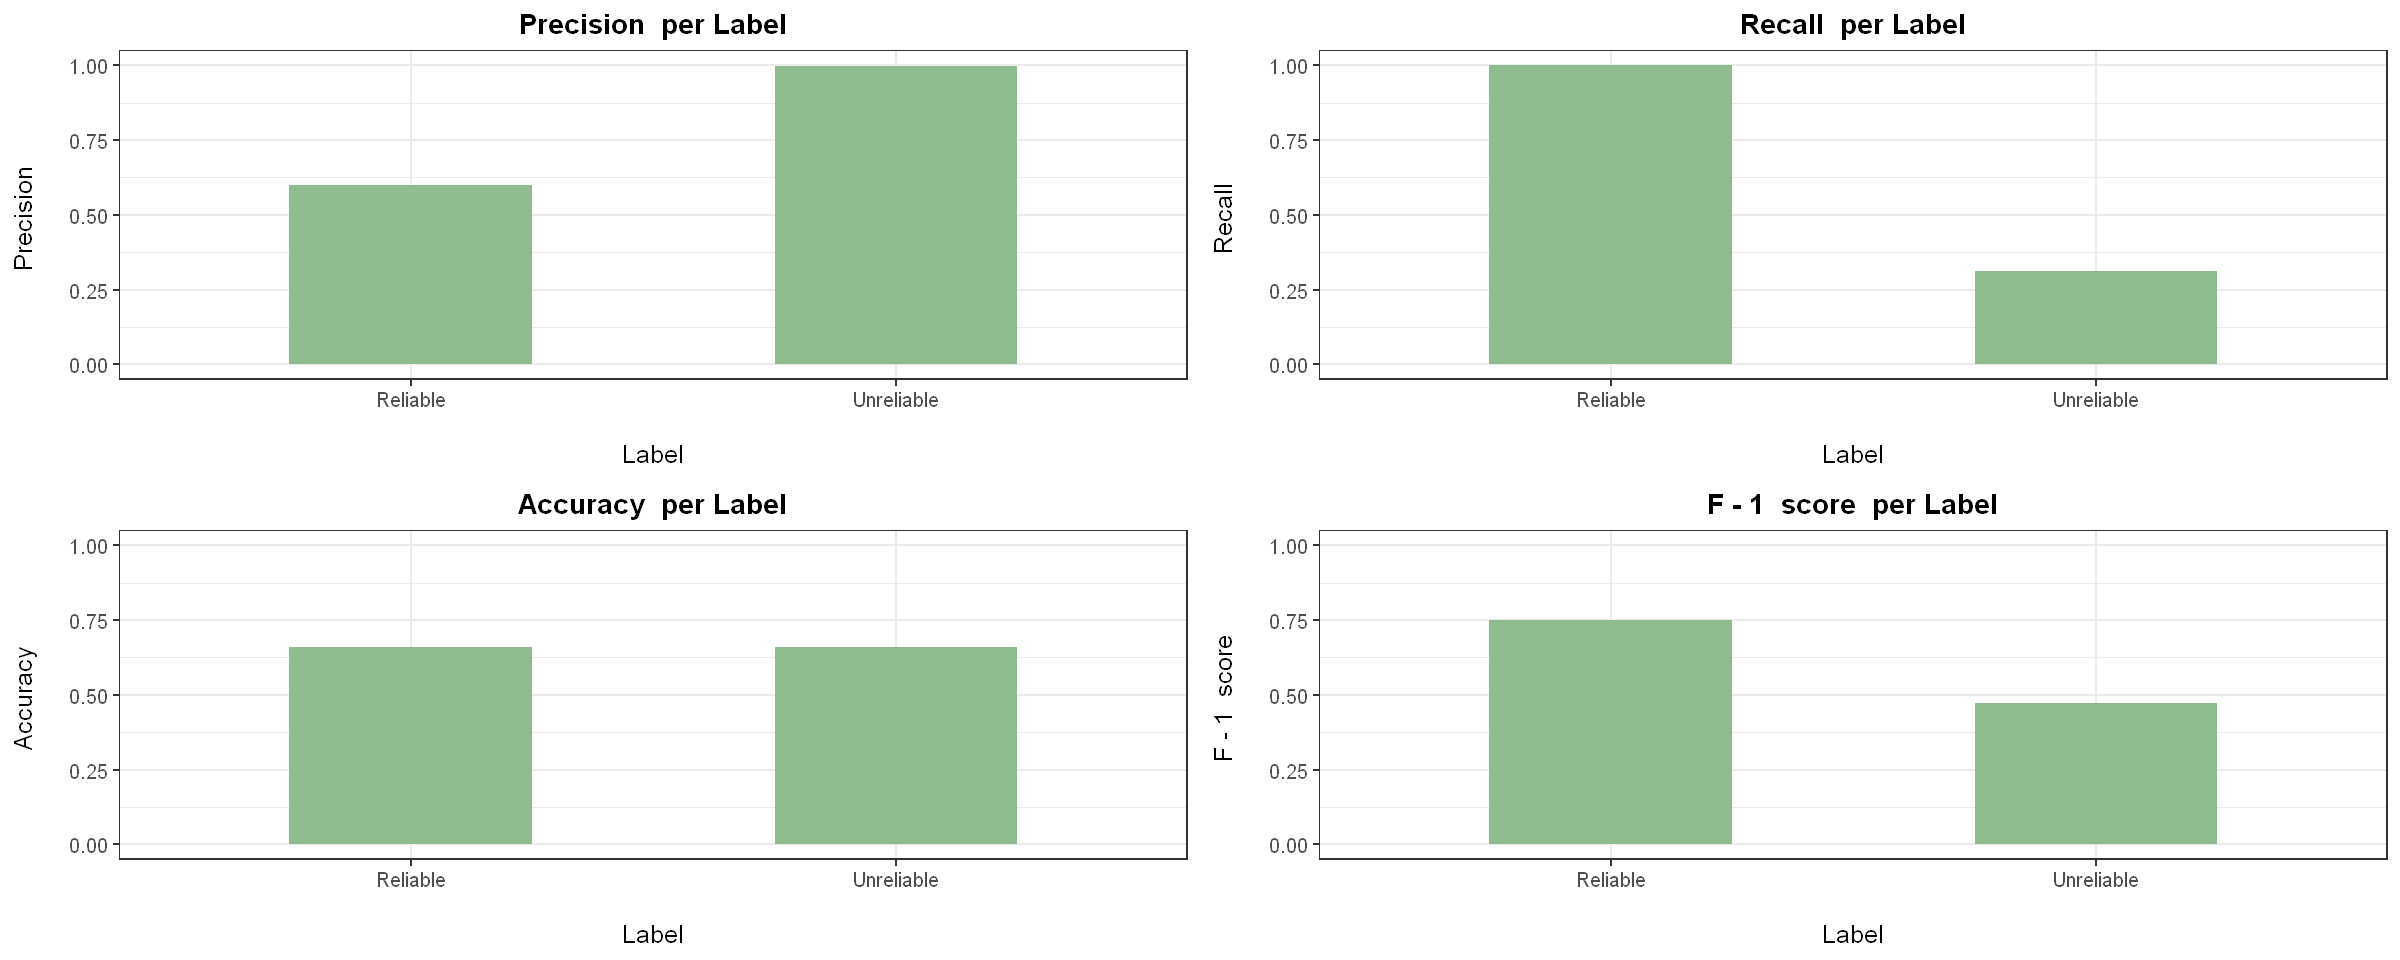 Precision  per Label
1.00
0.75
0.50
0.25
0.00
Precision
Reliable
Unreliable
Label
Recall  per Label
1.00
0.75
0.50
0.25
0.00
Recall
Reliable
Unreliable
Label
Accuracy  per Label
1.00
0.75
0.50
0.25
0.00
Accuracy
Reliable
Unreliable
Label
F - 1  score  per Label
1.00
0.75
0.50
0.25
0.00
F - 1  score
Reliable
Unreliable
Label